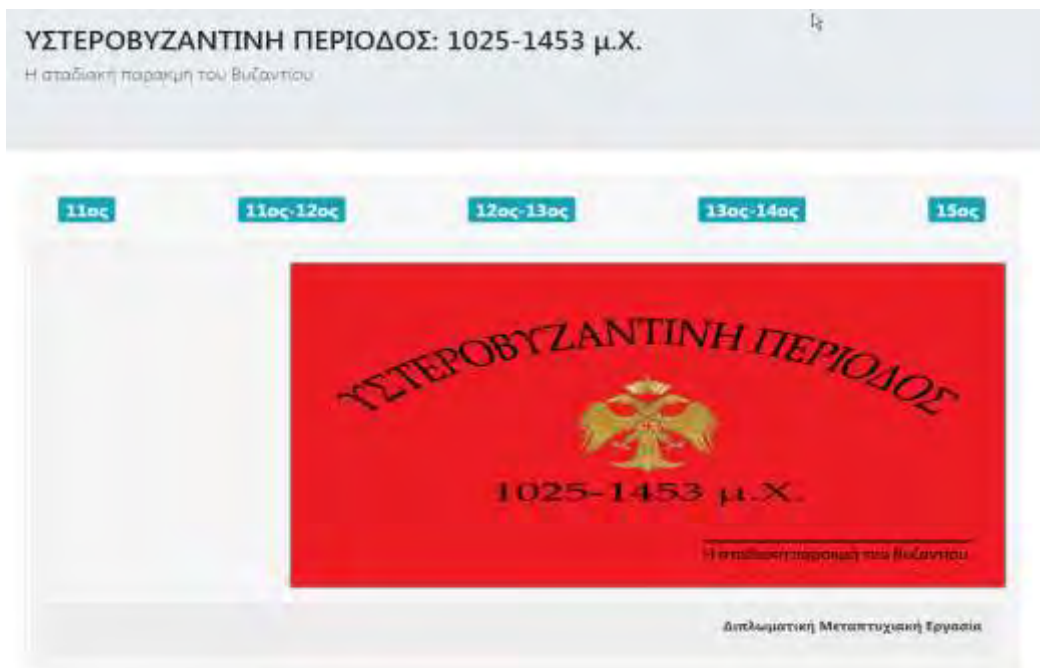 ΥΣΤΕΡΟΒΥΖΑΝΤΙΝΗ ΠΕΡΙΟΔΟΣ: 1025-1453 μ.Χ.
Η σταδιακή παρακμή του Βυζαντίου
11ος 11ος-12ος 12ος-13ος 13ος-14ος 15ος
ΥΣΤΕΡΟΒΥΖΑΝΤΙΝΗ ΠΕΡΙΟΔΟΣ
1025-1453 μ.Χ.
Η σταδιακή παρακμή του Βυζαντίου
Διπλωματική Μεταπτυχιακή Εργασία